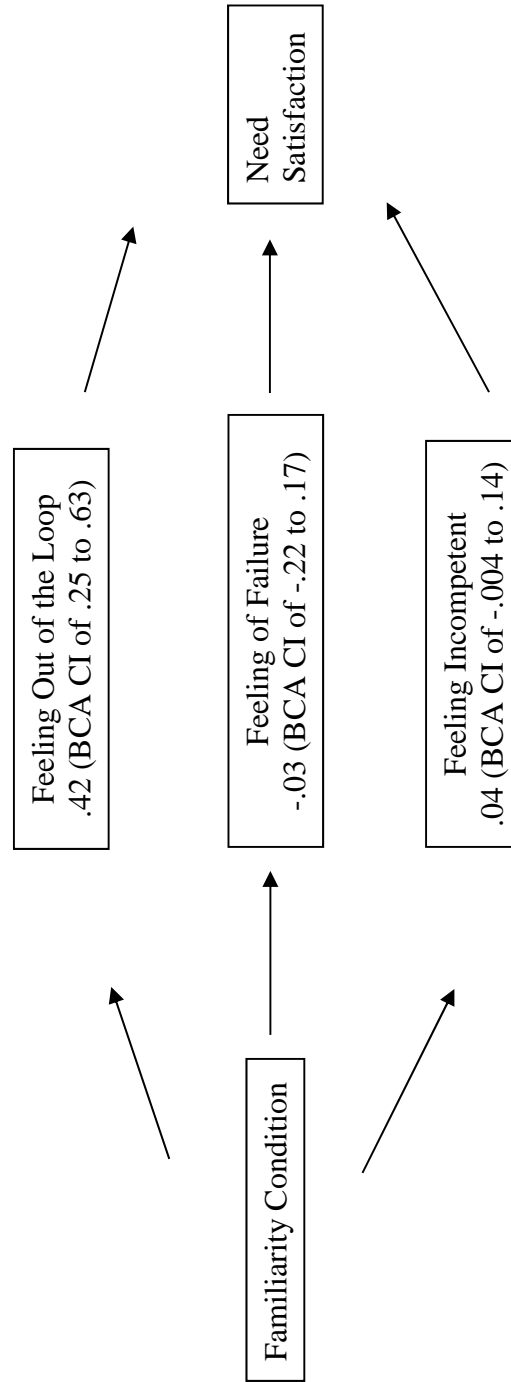 Familiarity Condition
Feeling Out of the Loop
.42 (BCA CI of .25 to .63)
Feeling of Failure
-.03 (BCA CI of -.22 to .17)
Feeling Incompetent
.04 (BCA CI of -.004 to .14)
Need
Satisfaction